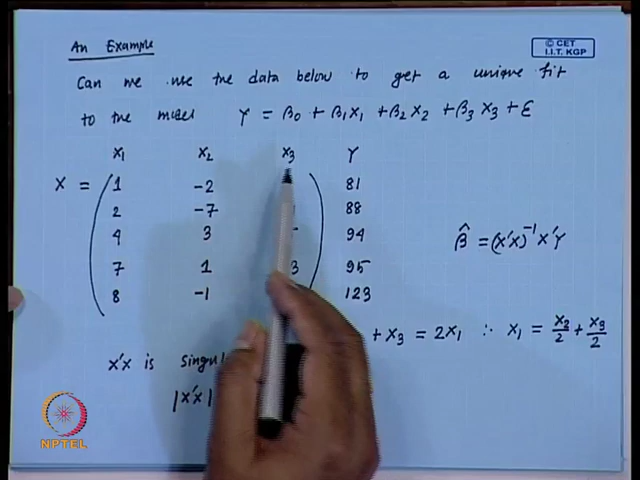 An Example
© CET
I.I.T. KGP
Can we use the data below to get a unique fit
to the model Y = β₀ + β₁X₁ + β₂X₂ + β₃X₃ + ε
X₁ X₂ X₃ Y
X = 1 -2 81
2 -7 88
4 3 94
7 1 3 95
8 -1 123
β̂ = (X'X)⁻¹ X'Y
+ X₃ = 2X₁ ∴ X₁ = X₂/2 + X₃/2
X'X is singul
|X'X|
NPTEL